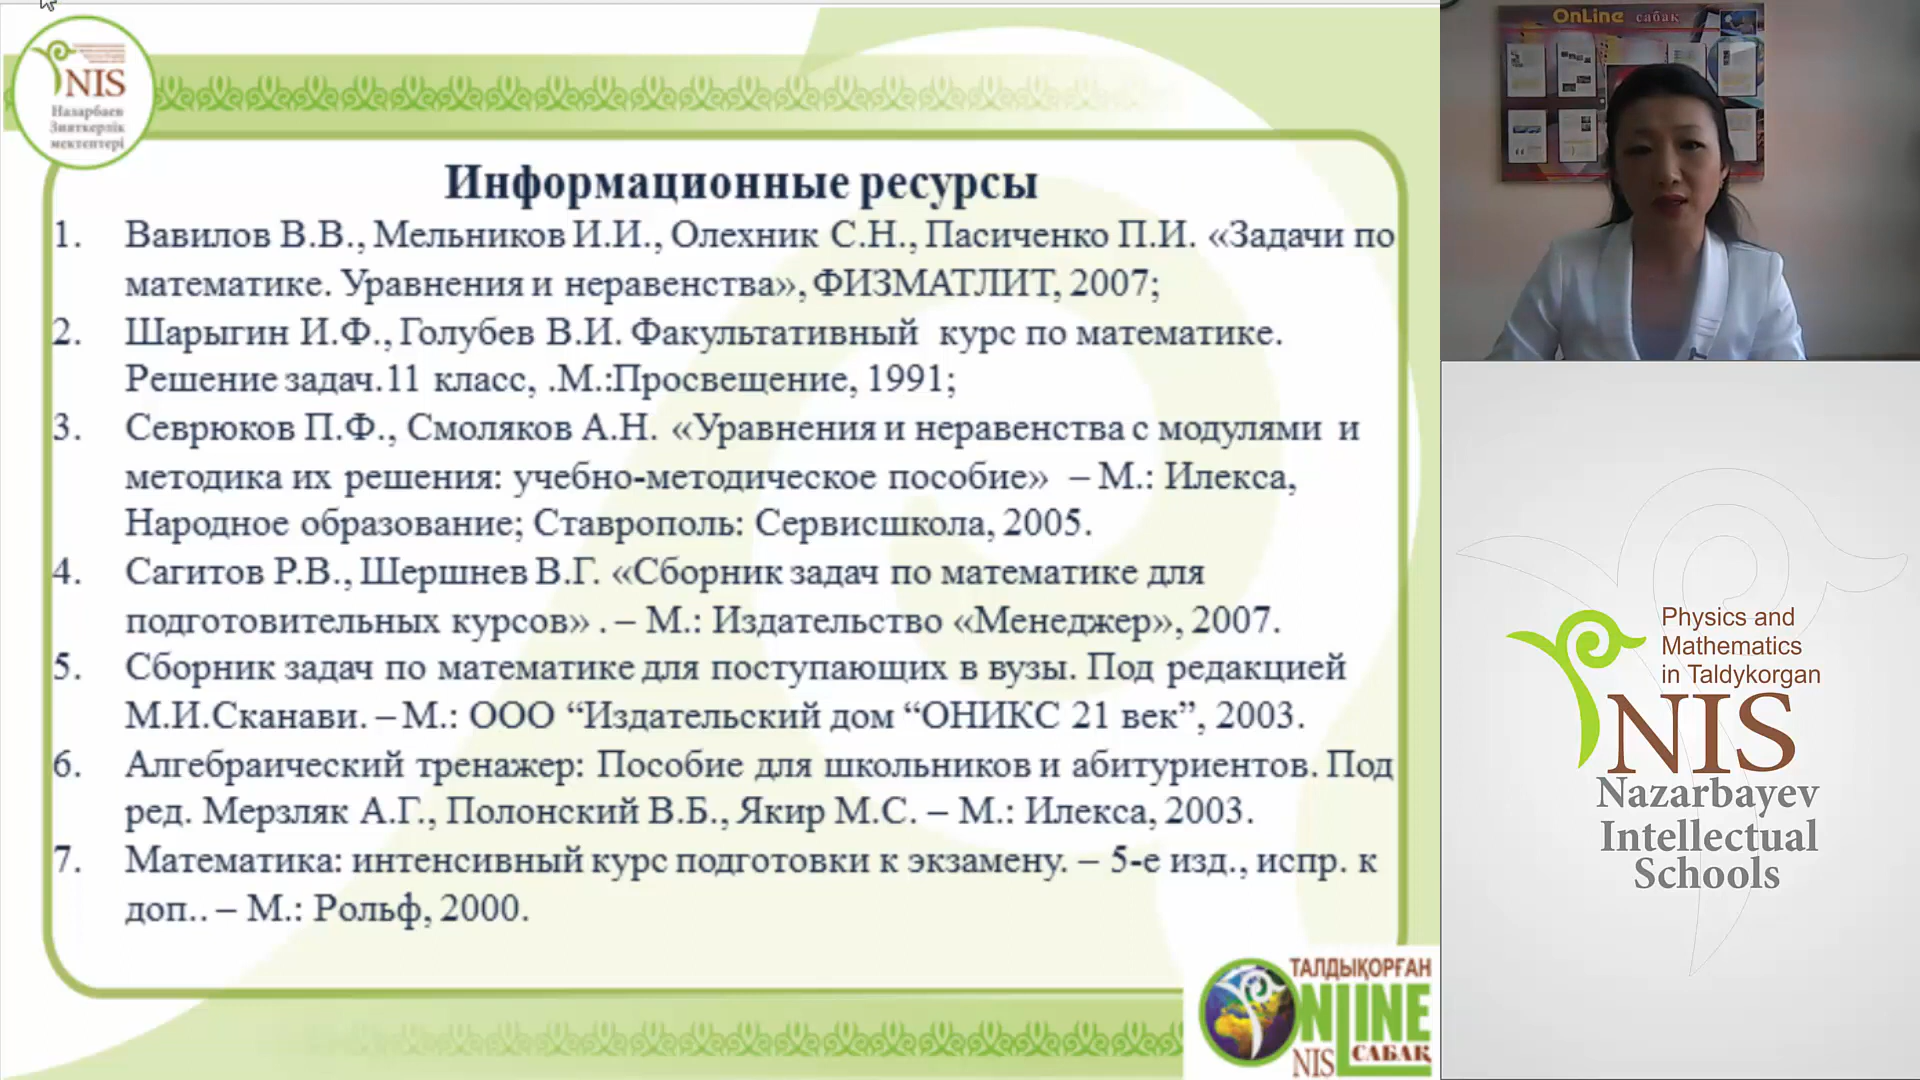 NIS
Назарбаев
Зияткерлік
мектептері
Информационные ресурсы
1. Вавилов В.В., Мельников И.И., Олехник С.Н., Пасиченко П.И. «Задачи по
математике. Уравнения и неравенства», ФИЗМАТЛИТ, 2007;
2. Шарыгин И.Ф., Голубев В.И. Факультативный курс по математике.
Решение задач.11 класс, .М.:Просвещение, 1991;
3. Севрюков П.Ф., Смоляков А.Н. «Уравнения и неравенства с модулями и
методика их решения: учебно-методическое пособие» – М.: Илекса,
Народное образование; Ставрополь: Сервисшкола, 2005.
4. Сагитов Р.В., Шершнев В.Г. «Сборник задач по математике для
подготовительных курсов» . – М.: Издательство «Менеджер», 2007.
5. Сборник задач по математике для поступающих в вузы. Под редакцией
М.И.Сканави. – М.: ООО “Издательский дом “ОНИКС 21 век”, 2003.
6. Алгебраический тренажер: Пособие для школьников и абитуриентов. Под
ред. Мерзляк А.Г., Полонский В.Б., Якир М.С. – М.: Илекса, 2003.
7. Математика: интенсивный курс подготовки к экзамену. – 5-е изд., испр. к
доп.. – М.: Рольф, 2000.
ТАЛДЫҚОРҒАН
ONLINE
NIS САБАҚ
OnLine сабак
Physics and
Mathematics
in Taldykorgan
NIS
Nazarbayev
Intellectual
Schools